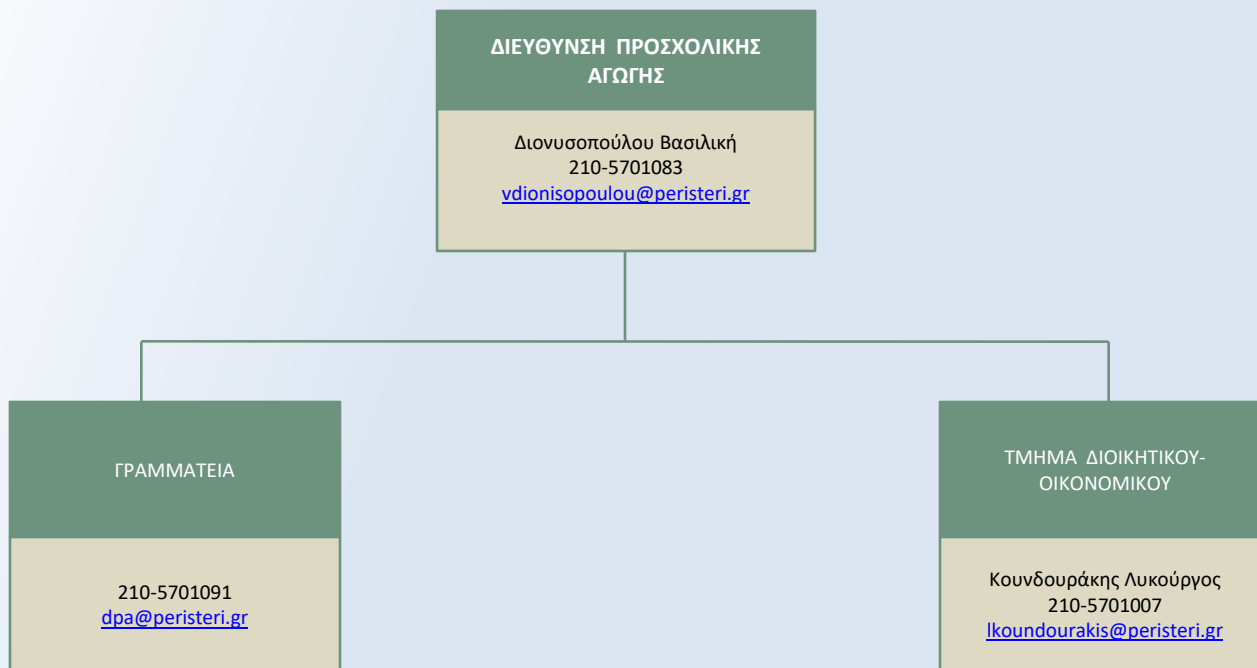 ΔΙΕΥΘΥΝΣΗ ΠΡΟΣΧΟΛΙΚΗΣ
ΑΓΩΓΗΣ
Διονυσοπούλου Βασιλική
210-5701083
vdionisopoulou@peristeri.gr
ΓΡΑΜΜΑΤΕΙΑ
210-5701091
dpa@peristeri.gr
ΤΜΗΜΑ ΔΙΟΙΚΗΤΙΚΟΥ-
ΟΙΚΟΝΟΜΙΚΟΥ
Κουνδουράκης Λυκούργος
210-5701007
lkoundourakis@peristeri.gr